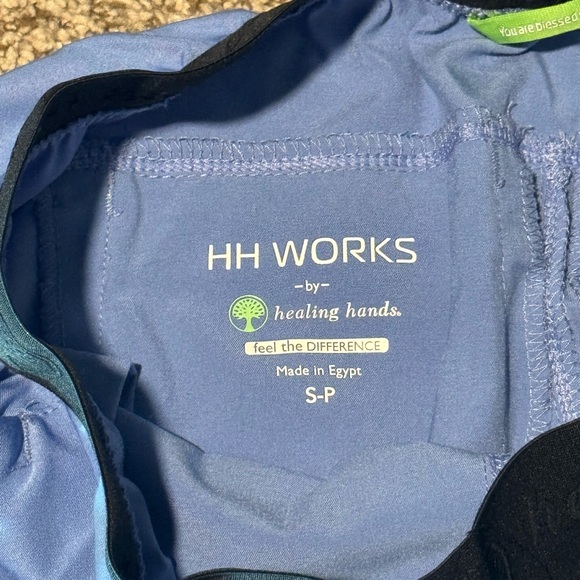 You are blessed
HH WORKS
-by-
healing hands®
feel the DIFFERENCE
Made in Egypt
S-P